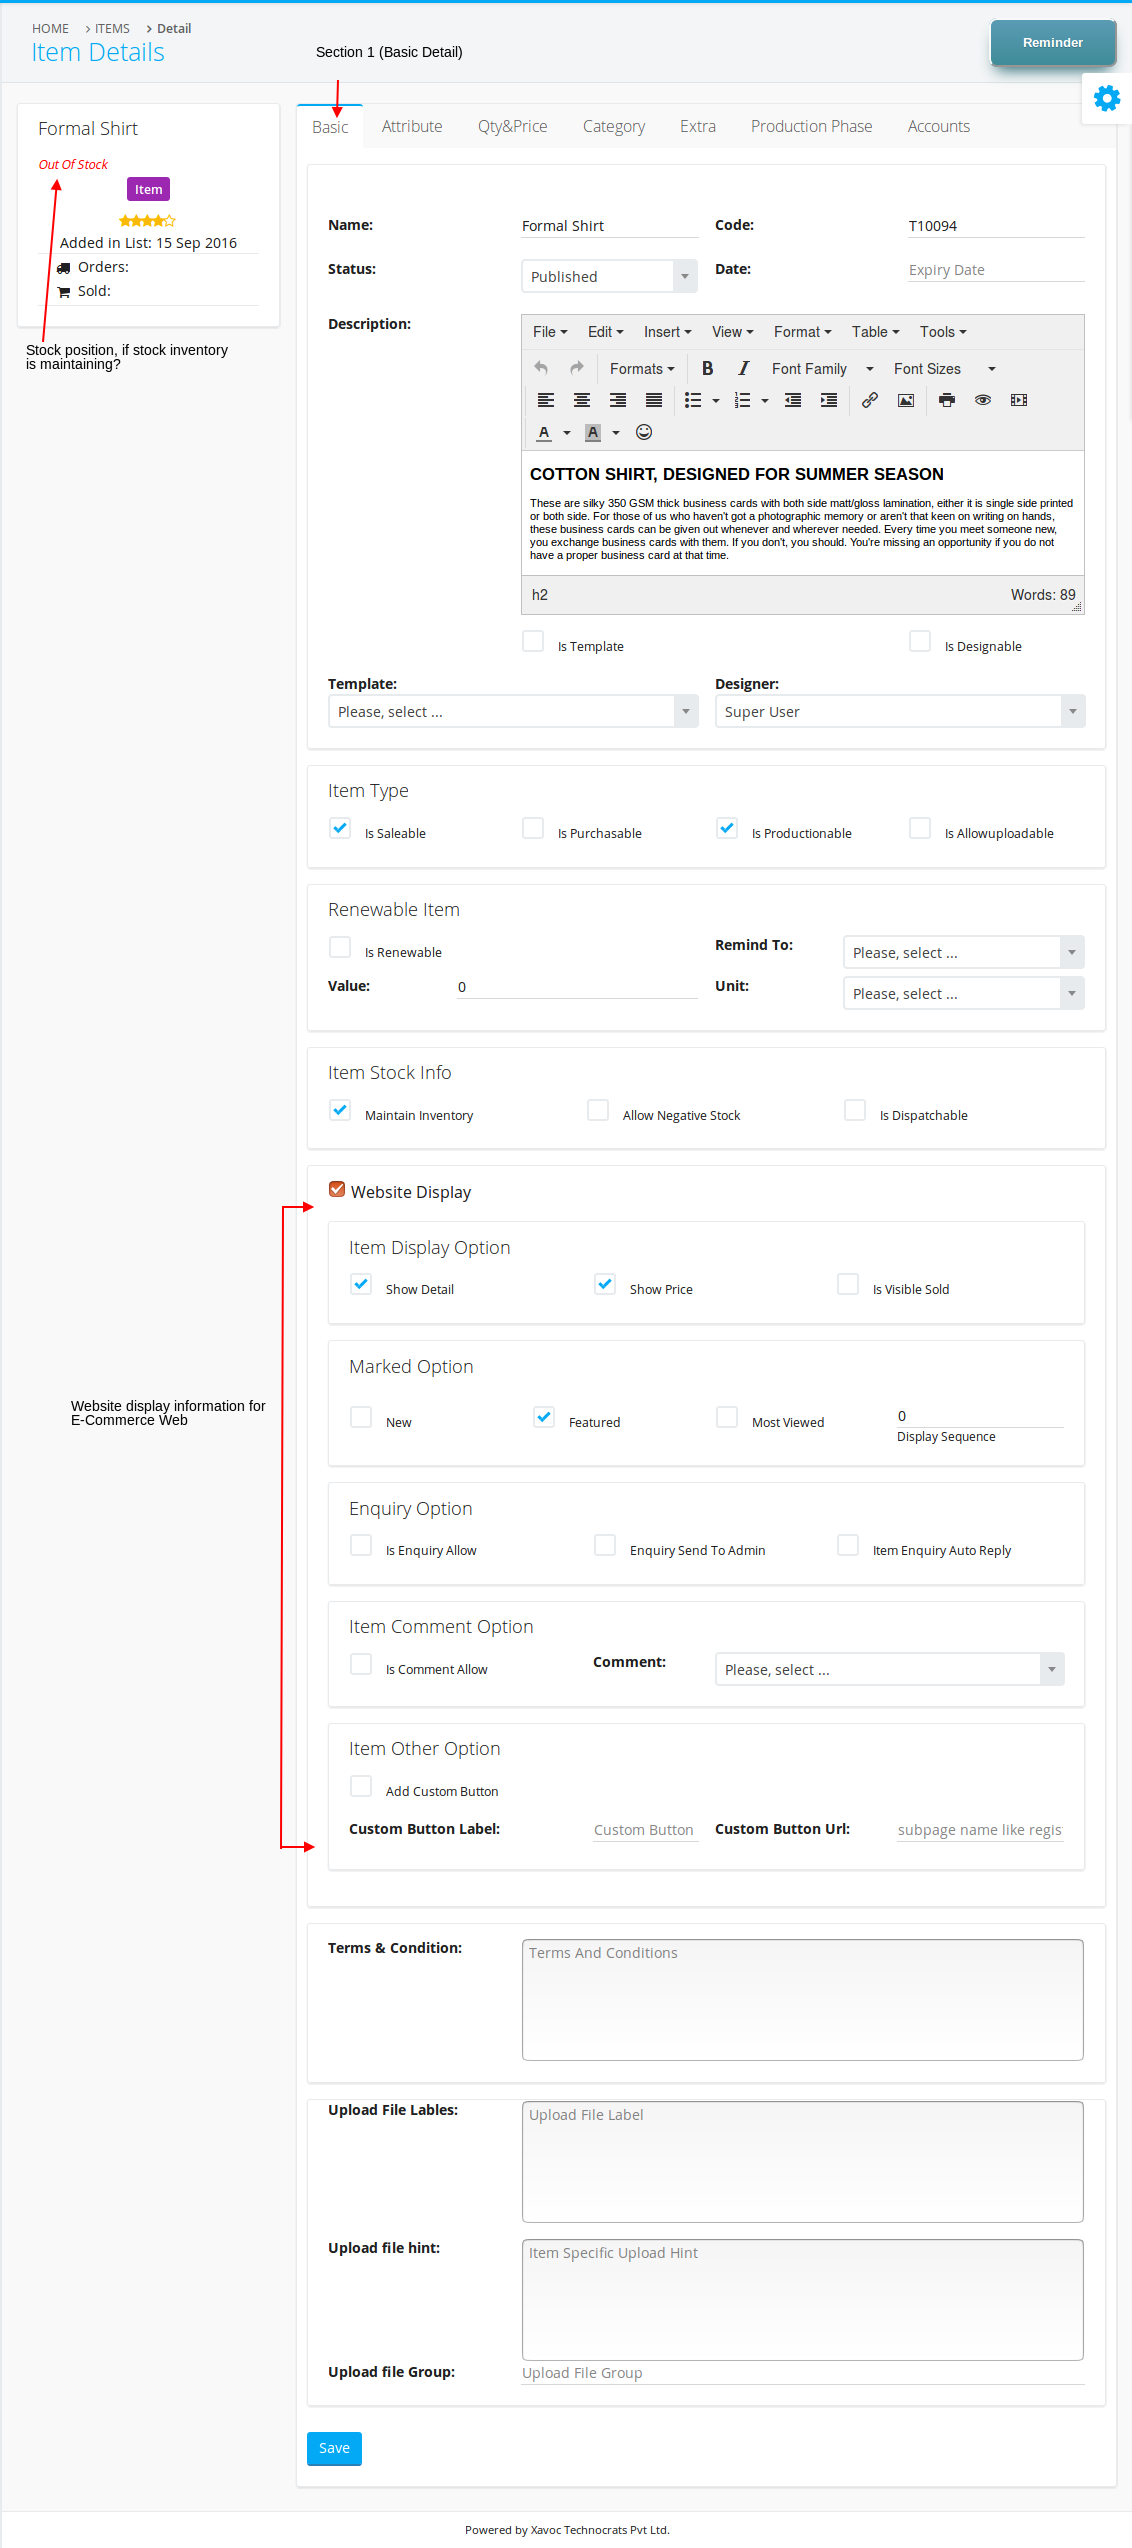 HOME > ITEMS > Detail
Item Details
Section 1 (Basic Detail)
Reminder
Formal Shirt
Out Of Stock
Item
Added in List: 15 Sep 2016
Orders:
Sold:
Stock position, if stock inventory
is maintaining?
Basic Attribute Qty&Price Category Extra Production Phase Accounts
Name: Formal Shirt Code: T10094
Status: Published Date: Expiry Date
Description:
File Edit Insert View Format Table Tools
Formats B I Font Family Font Sizes
A A
COTTON SHIRT, DESIGNED FOR SUMMER SEASON
These are silky 350 GSM thick business cards with both side matt/gloss lamination, either it is single side printed
or both side. For those of us who haven't got a photographic memory or aren't that keen on writing on hands,
these business cards can be given out whenever and wherever needed. Every time you meet someone new,
you exchange business cards with them. If you don't, you should. You're missing an opportunity if you do not
have a proper business card at that time.
h2 Words: 89
Is Template Is Designable
Template: Designer:
Please, select ... Super User
Item Type
Is Saleable Is Purchasable Is Productionable Is Allowuploadable
Renewable Item
Is Renewable Remind To: Please, select ...
Value: 0 Unit: Please, select ...
Item Stock Info
Maintain Inventory Allow Negative Stock Is Dispatchable
Website Display
Item Display Option
Show Detail Show Price Is Visible Sold
Marked Option
New Featured Most Viewed 0
Display Sequence
Website display information for
E-Commerce Web
Enquiry Option
Is Enquiry Allow Enquiry Send To Admin Item Enquiry Auto Reply
Item Comment Option
Is Comment Allow Comment: Please, select ...
Item Other Option
Add Custom Button
Custom Button Label: Custom Button Custom Button Url: subpage name like regis
Terms & Condition: Terms And Conditions
Upload File Lables: Upload File Label
Upload file hint: Item Specific Upload Hint
Upload file Group: Upload File Group
Save
Powered by Xavoc Technocrats Pvt Ltd.